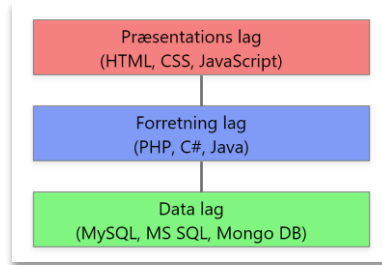 Præsentations lag
(HTML, CSS, JavaScript)
Forretning lag
(PHP, C#, Java)
Data lag
(MySQL, MS SQL, Mongo DB)